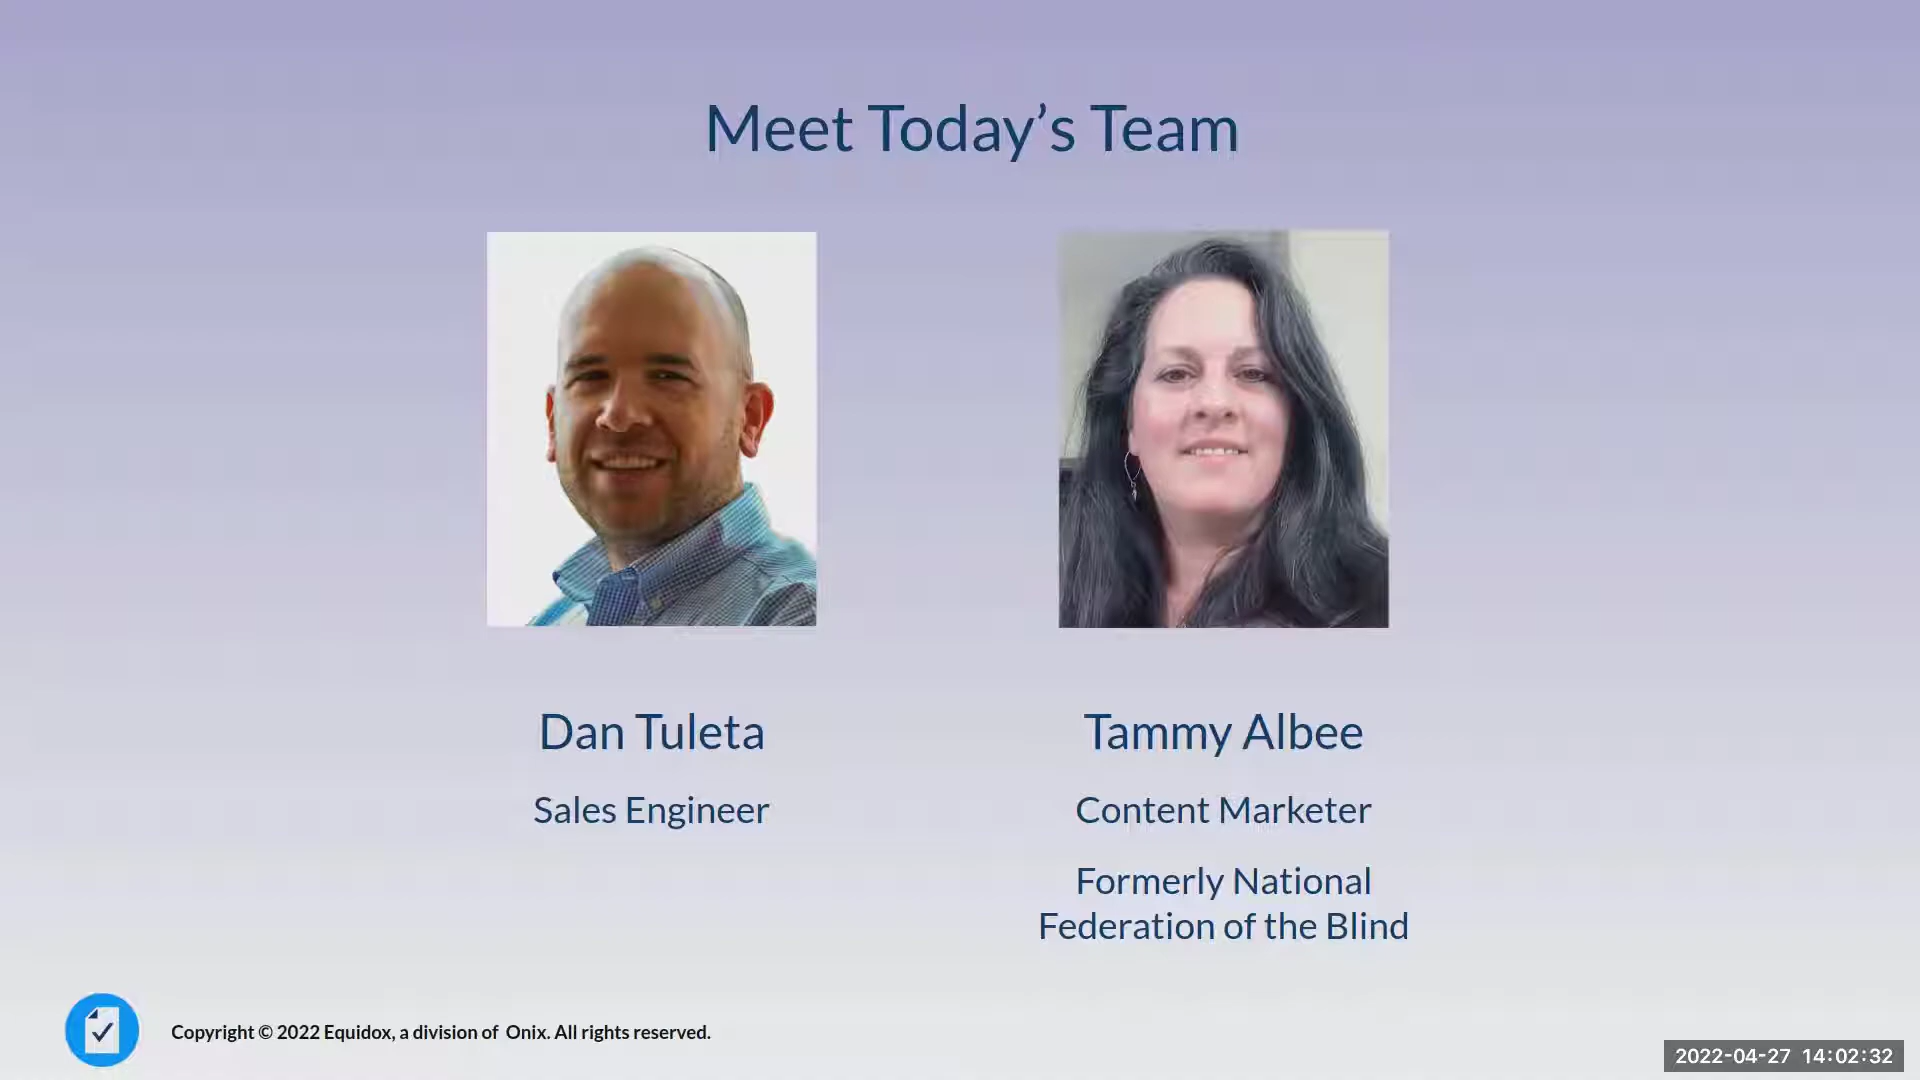 Meet Today’s Team
Dan Tuleta
Sales Engineer
Tammy Albee
Content Marketer
Formerly National
Federation of the Blind
Copyright © 2022 Equidox, a division of Onix. All rights reserved.
2022-04-27 14:02:32